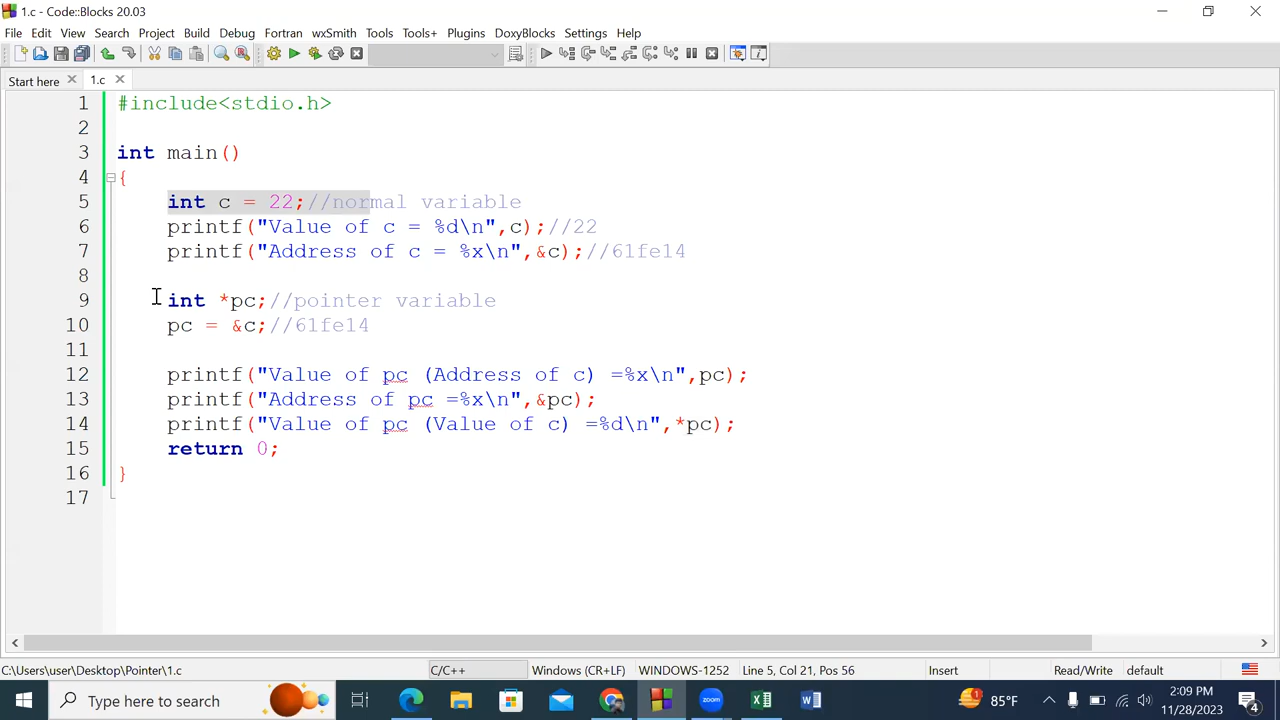 1.c - Code::Blocks 20.03
File Edit View Search Project Build Debug Fortran wxSmith Tools Tools+ Plugins DoxyBlocks Settings Help
Start here 1.c
1 #include<stdio.h>
2
3 int main()
4 {
5 int c = 22;//normal variable
6 printf("Value of c = %d\n",c);//22
7 printf("Address of c = %x\n",&c);//61fe14
8
9 int *pc;//pointer variable
10 pc = &c;//61fe14
11
12 printf("Value of pc (Address of c) =%x\n",pc);
13 printf("Address of pc =%x\n",&pc);
14 printf("Value of pc (Value of c) =%d\n",*pc);
15 return 0;
16 }
17
C:\Users\user\Desktop\Pointer\1.c C/C++ Windows (CR+LF) WINDOWS-1252 Line 5, Col 21, Pos 56 Insert Read/Write default
Type here to search 1 85°F 2:09 PM
11/28/2023 4